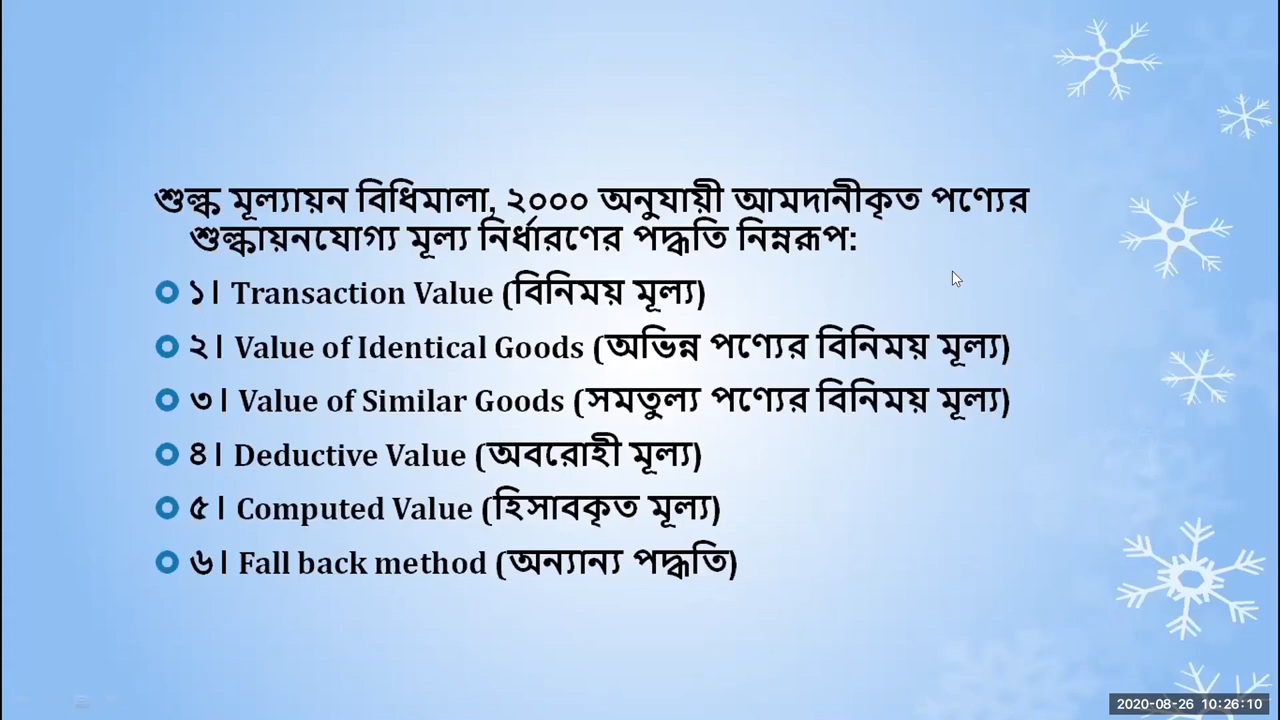 শুল্ক মূল্যায়ন বিধিমালা, ২০০০ অনুযায়ী আমদানীকৃত পণ্যের
শুল্কায়নযোগ্য মূল্য নির্ধারণের পদ্ধতি নিম্নরূপ:
১। Transaction Value (বিনিময় মূল্য)
২। Value of Identical Goods (অভিন্ন পণ্যের বিনিময় মূল্য)
৩। Value of Similar Goods (সমতুল্য পণ্যের বিনিময় মূল্য)
৪। Deductive Value (অবরোহী মূল্য)
৫। Computed Value (হিসাবকৃত মূল্য)
৬। Fall back method (অন্যান্য পদ্ধতি)
2020-08-26 10:26:10